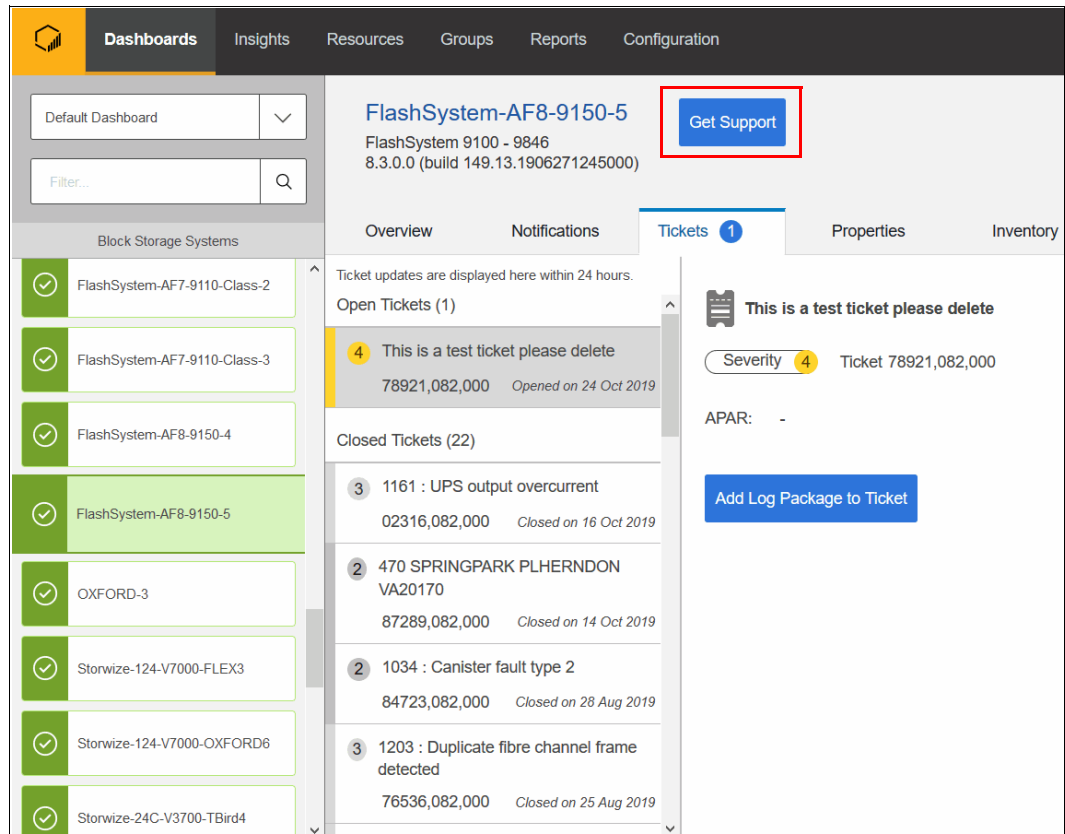 Dashboards Insights Resources Groups Reports Configuration
Default Dashboard
Filter...
Block Storage Systems
FlashSystem-AF7-9110-Class-2
FlashSystem-AF7-9110-Class-3
FlashSystem-AF8-9150-4
FlashSystem-AF8-9150-5
OXFORD-3
Storwize-124-V7000-FLEX3
Storwize-124-V7000-OXFORD6
Storwize-24C-V3700-TBird4
FlashSystem-AF8-9150-5
FlashSystem 9100 - 9846
8.3.0.0 (build 149.13.1906271245000)
Get Support
Overview Notifications Tickets 1 Properties Inventory
Ticket updates are displayed here within 24 hours.
Open Tickets (1)
4 This is a test ticket please delete
78921,082,000 Opened on 24 Oct 2019
Closed Tickets (22)
3 1161 : UPS output overcurrent
02316,082,000 Closed on 16 Oct 2019
2 470 SPRINGPARK PLHERNDON
VA20170
87289,082,000 Closed on 14 Oct 2019
2 1034 : Canister fault type 2
84723,082,000 Closed on 28 Aug 2019
3 1203 : Duplicate fibre channel frame
detected
76536,082,000 Closed on 25 Aug 2019
This is a test ticket please delete
Severity 4 Ticket 78921,082,000
APAR: -
Add Log Package to Ticket